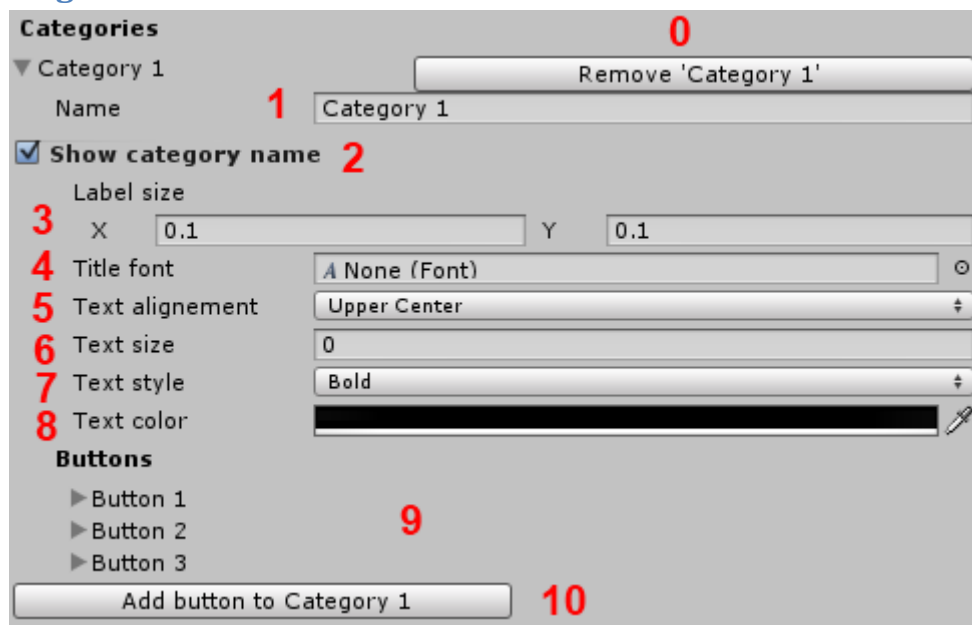 Categories 0
Category 1 Remove 'Category 1'
Name 1 Category 1
Show category name 2
Label size
3 X 0.1 Y 0.1
4 Title font A None (Font)
5 Text alignement Upper Center
6 Text size 0
7 Text style Bold
8 Text color
Buttons
Button 1
Button 2 9
Button 3
Add button to Category 1 10